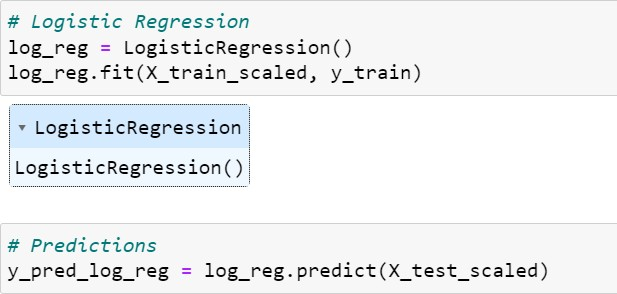 # Logistic Regression
log_reg = LogisticRegression()
log_reg.fit(X_train_scaled, y_train)
▾ LogisticRegression
LogisticRegression()
# Predictions
y_pred_log_reg = log_reg.predict(X_test_scaled)